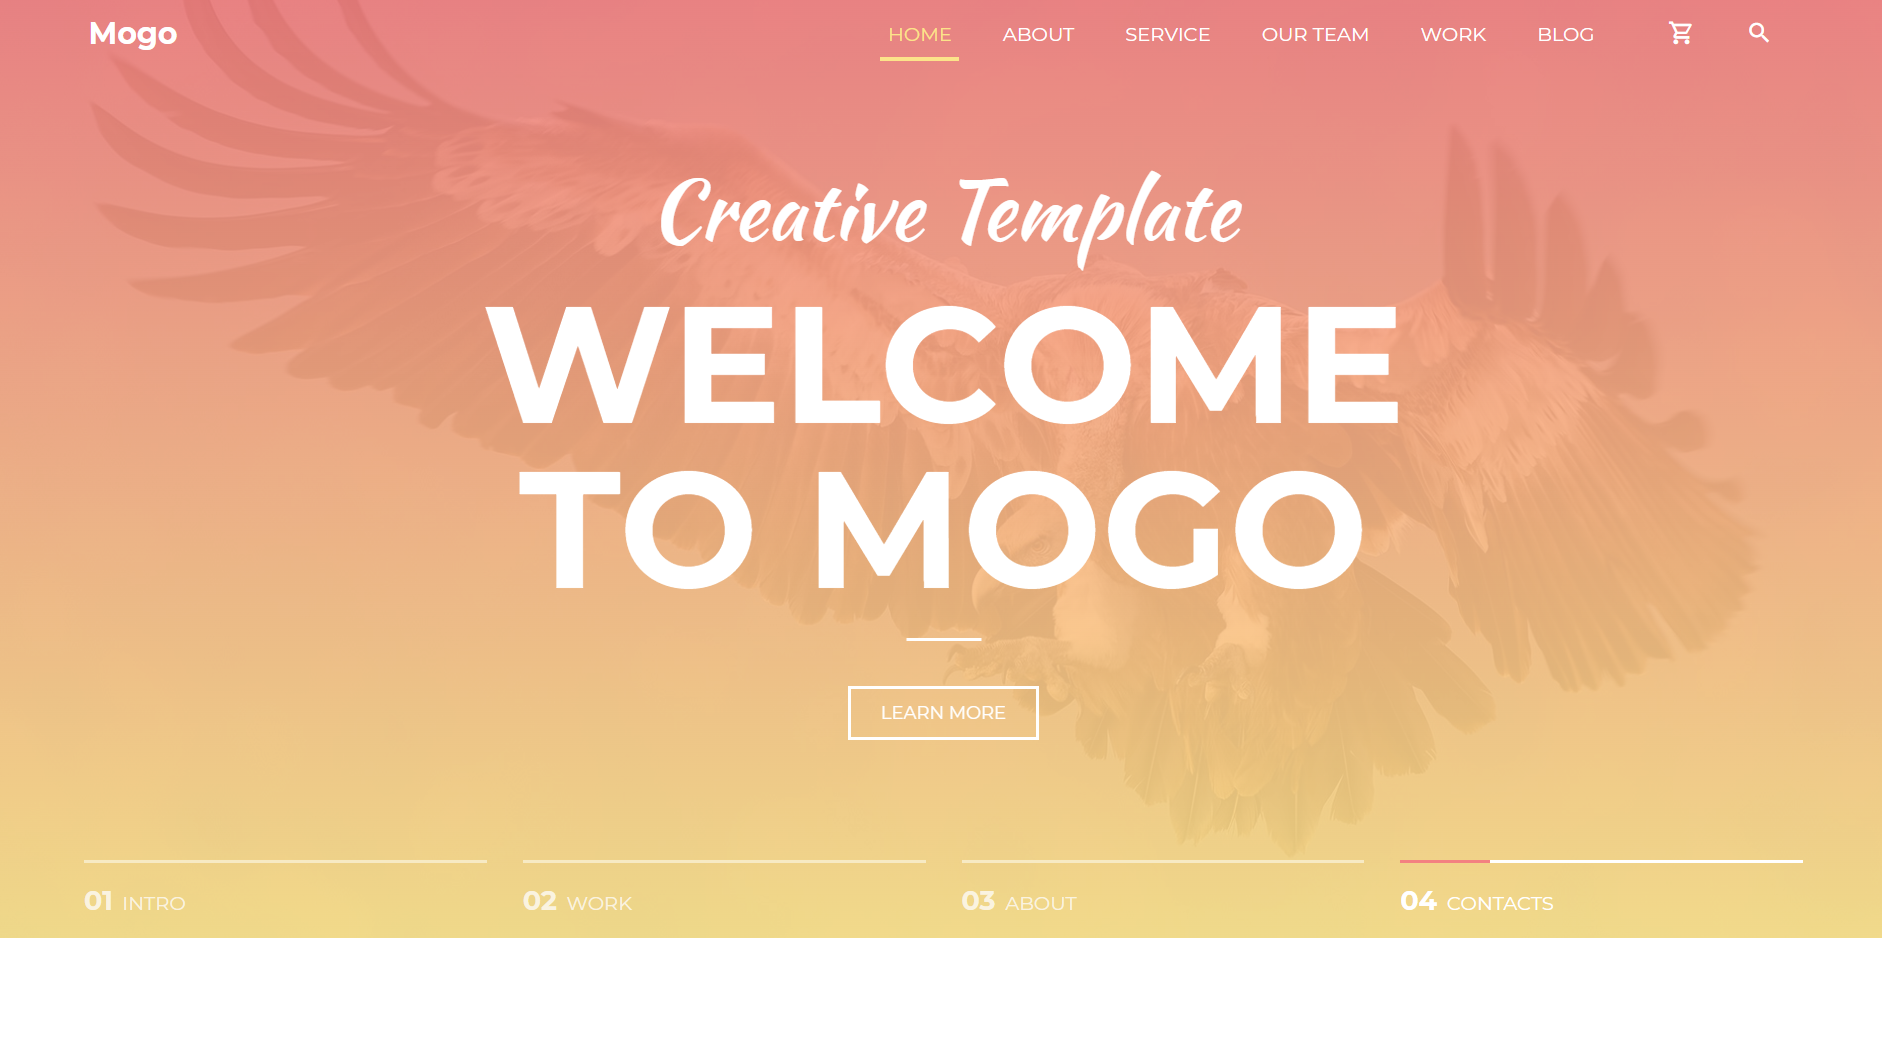 Mogo
HOME ABOUT SERVICE OUR TEAM WORK BLOG
Creative Template
WELCOME
TO MOGO
LEARN MORE
01 INTRO
02 WORK
03 ABOUT
04 CONTACTS